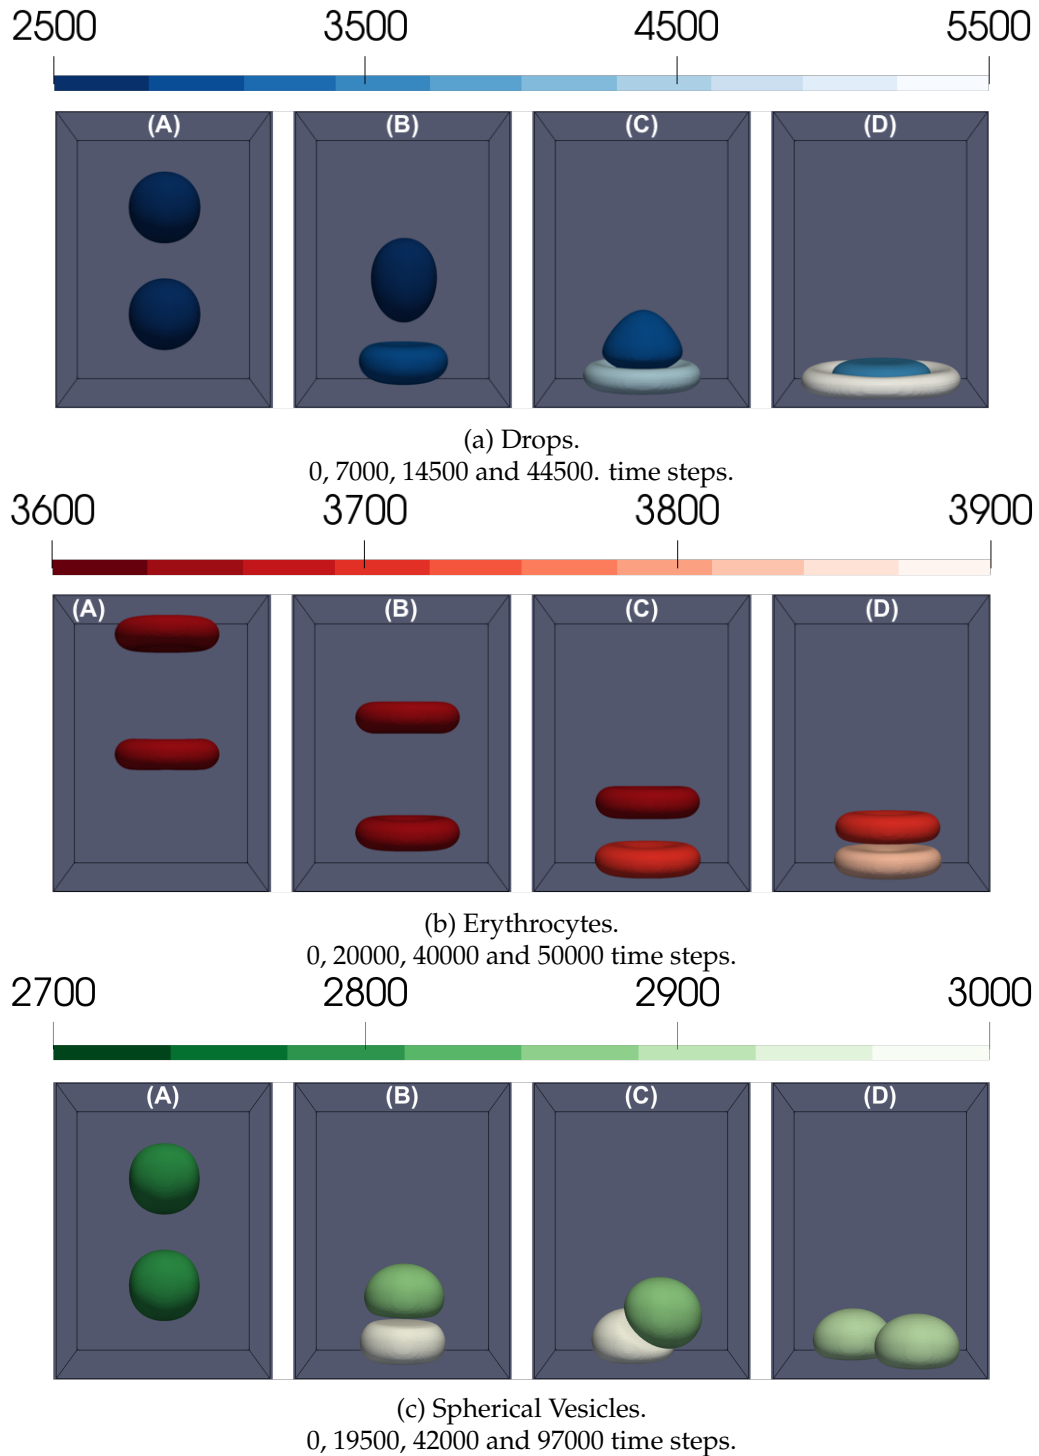 2500 3500 4500 5500
(A) (B) (C) (D)
(a) Drops.
0, 7000, 14500 and 44500. time steps.
3600 3700 3800 3900
(A) (B) (C) (D)
(b) Erythrocytes.
0, 20000, 40000 and 50000 time steps.
2700 2800 2900 3000
(A) (B) (C) (D)
(c) Spherical Vesicles.
0, 19500, 42000 and 97000 time steps.